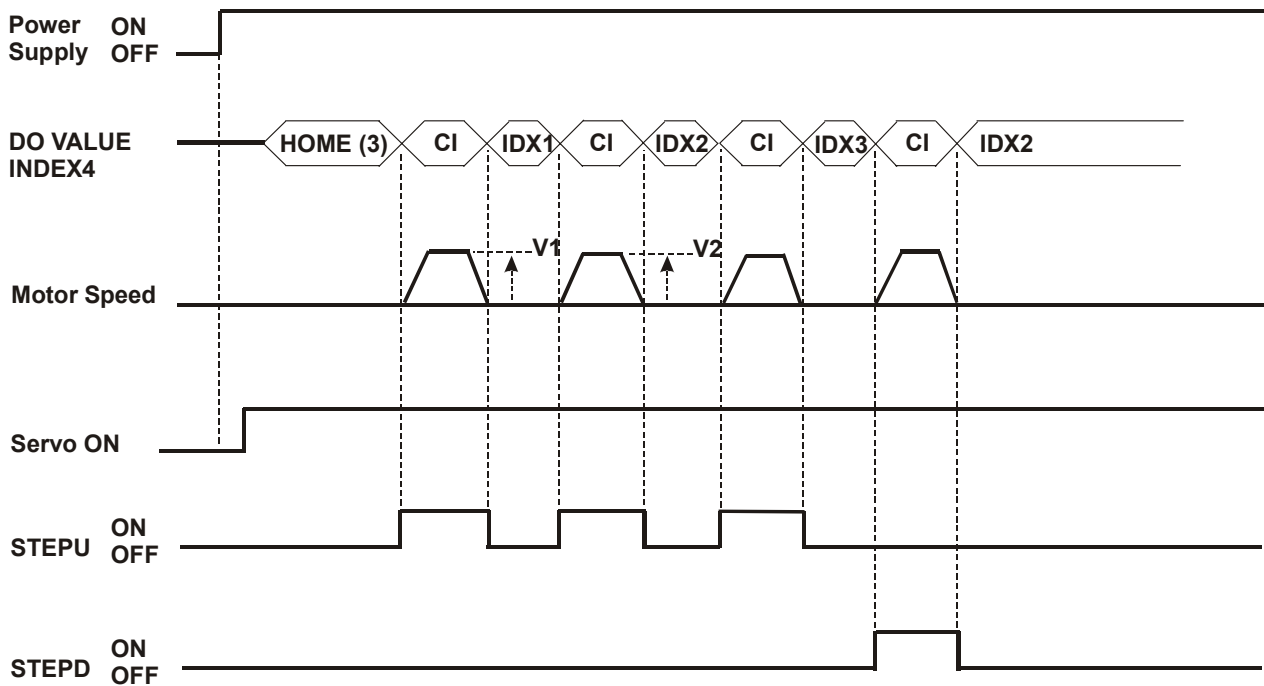 Power ON
Supply OFF
DO VALUE
INDEX4
HOME (3) CI IDX1 CI IDX2 CI IDX3 CI IDX2
V1 V2
Motor Speed
Servo ON
ON
STEPU OFF
ON
STEPD OFF